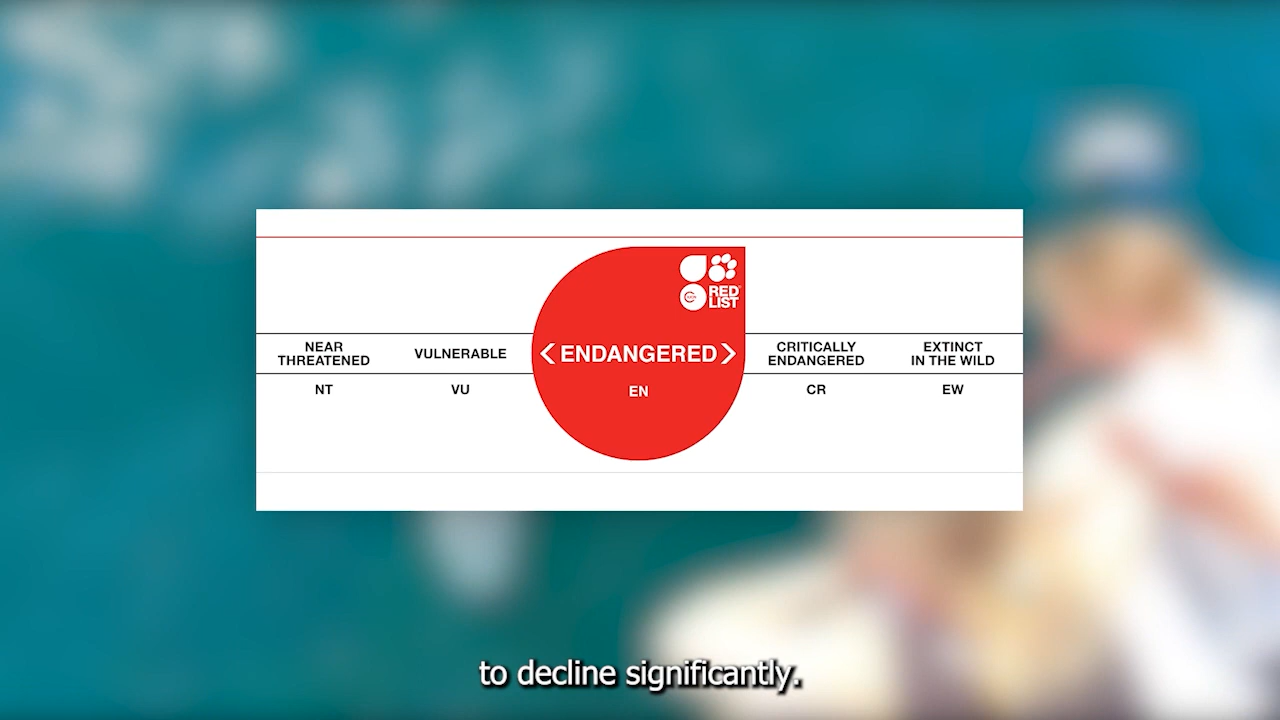 RED
LIST
NEAR
THREATENED
VULNERABLE
< ENDANGERED >
CRITICALLY
ENDANGERED
EXTINCT
IN THE WILD
NT
VU
EN
CR
EW
to decline significantly.